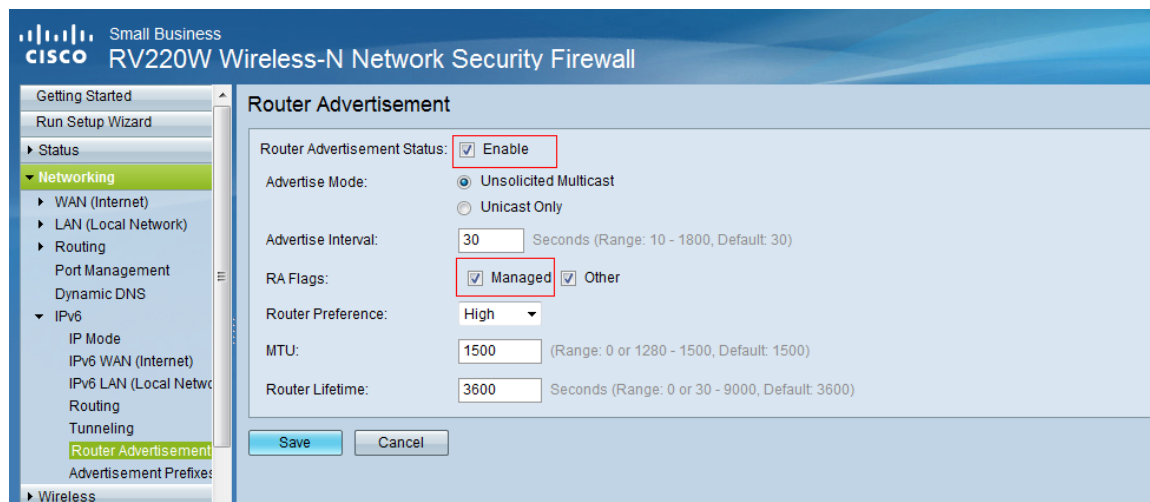 Small Business
CISCO RV220W Wireless-N Network Security Firewall
Getting Started
Run Setup Wizard
Status
Networking
WAN (Internet)
LAN (Local Network)
Routing
Port Management
Dynamic DNS
IPv6
IP Mode
IPv6 WAN (Internet)
IPv6 LAN (Local Netwo
Routing
Tunneling
Router Advertisement
Advertisement Prefixes
Wireless
Router Advertisement
Router Advertisement Status: Enable
Advertise Mode: Unsolicited Multicast
Unicast Only
Advertise Interval: 30 Seconds (Range: 10 - 1800, Default: 30)
RA Flags: Managed Other
Router Preference: High
MTU: 1500 (Range: 0 or 1280 - 1500, Default: 1500)
Router Lifetime: 3600 Seconds (Range: 0 or 30 - 9000, Default: 3600)
Save Cancel